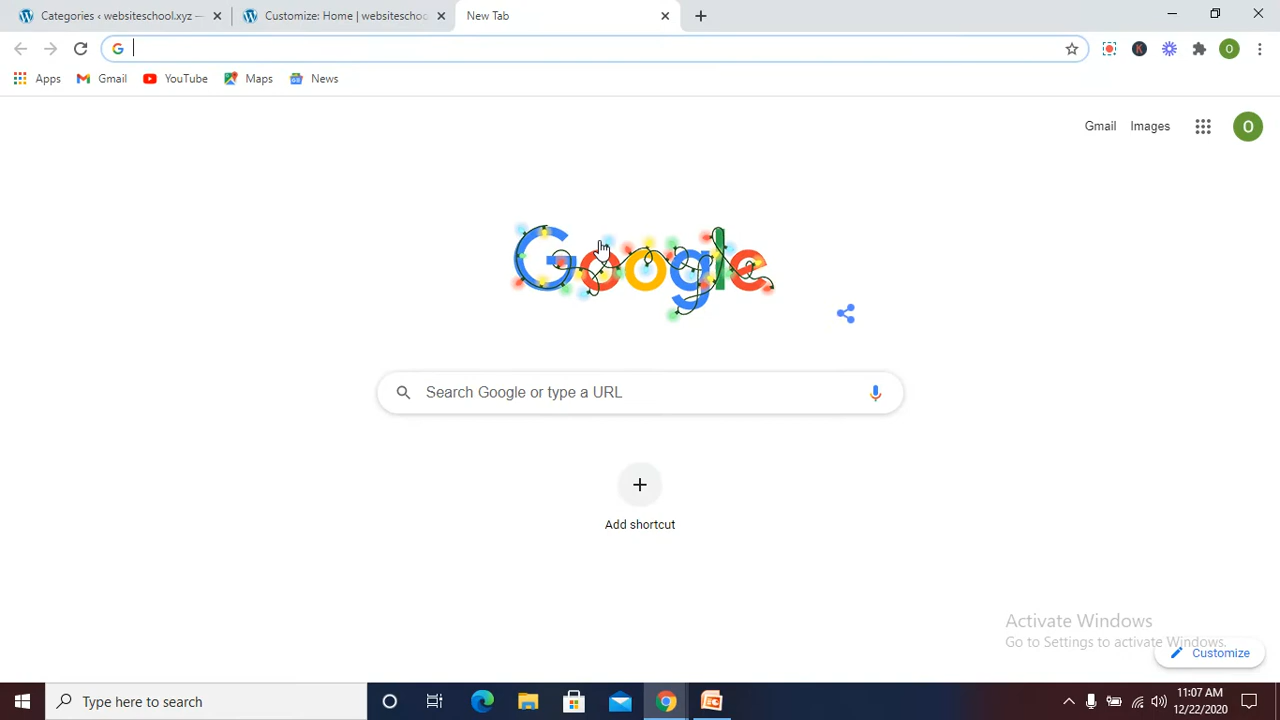 Categories ‹ websiteschool.xyz —
Customize: Home | websiteschoo
New Tab
Apps
Gmail
YouTube
Maps
News
Gmail
Images
O
O
Google
Search Google or type a URL
Add shortcut
Activate Windows
Go to Settings to activate Windows.
Customize
Type here to search
11:07 AM
12/22/2020